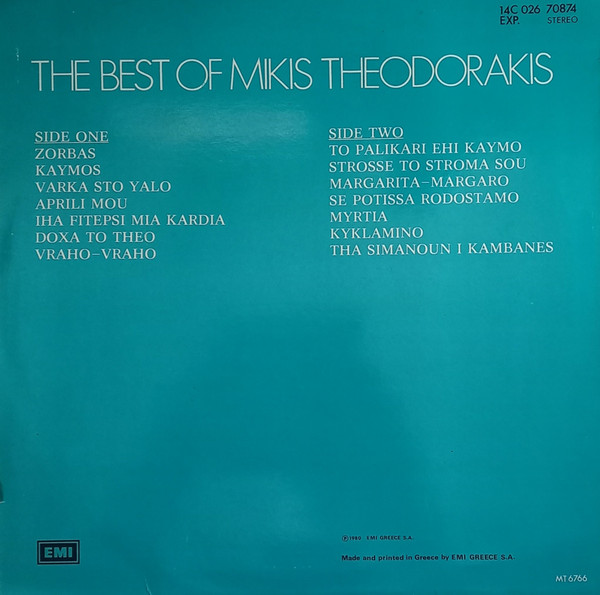 14C 026 70874
EXP. STEREO
THE BEST OF MIKIS THEODORAKIS
SIDE ONE
ZORBAS
KAYMOS
VARKA STO YALO
APRILI MOU
IHA FITEPSI MIA KARDIA
DOXA TO THEO
VRAHO-VRAHO
SIDE TWO
TO PALIKARI EHI KAYMO
STROSSE TO STROMA SOU
MARGARITA-MARGARO
SE POTISSA RODOSTAMO
MYRTIA
KYKLAMINO
THA SIMANOUN I KAMBANES
EMI
℗ 1980 EMI GREECE S.A.
Made and printed in Greece by EMI GREECE S.A.
MT 6766